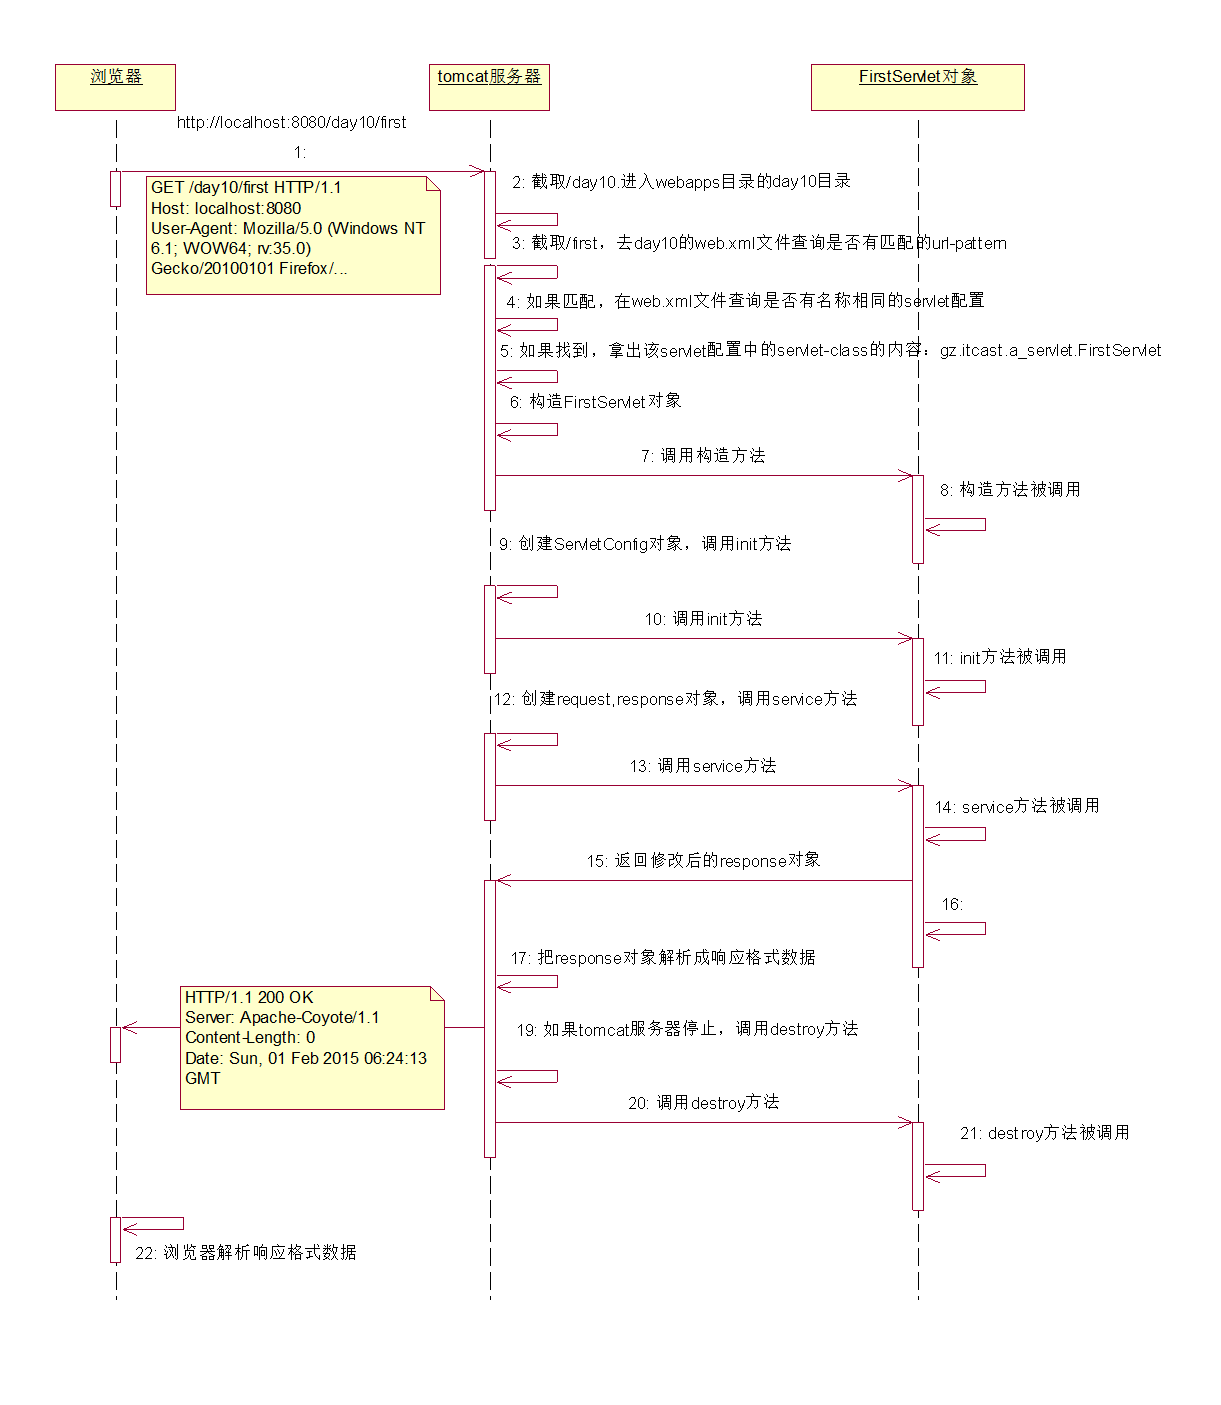 浏览器
tomcat服务器
FirstServlet对象
http://localhost:8080/day10/first
1:
GET /day10/first HTTP/1.1
Host: localhost:8080
User-Agent: Mozilla/5.0 (Windows NT
6.1; WOW64; rv:35.0)
Gecko/20100101 Firefox/...
2: 截取/day10.进入webapps目录的day10目录
3: 截取/first，去day10的web.xml文件查询是否有匹配的url-pattern
4: 如果匹配，在web.xml文件查询是否有名称相同的servlet配置
5: 如果找到，拿出该servlet配置中的servlet-class的内容：gz.itcast.a_servlet.FirstServlet
6: 构造FirstServlet对象
7: 调用构造方法
8: 构造方法被调用
9: 创建ServletConfig对象，调用init方法
10: 调用init方法
11: init方法被调用
12: 创建request,response对象，调用service方法
13: 调用service方法
14: service方法被调用
15: 返回修改后的response对象
16:
17: 把response对象解析成响应格式数据
HTTP/1.1 200 OK
Server: Apache-Coyote/1.1
Content-Length: 0
Date: Sun, 01 Feb 2015 06:24:13
GMT
19: 如果tomcat服务器停止，调用destroy方法
20: 调用destroy方法
21: destroy方法被调用
22: 浏览器解析响应格式数据